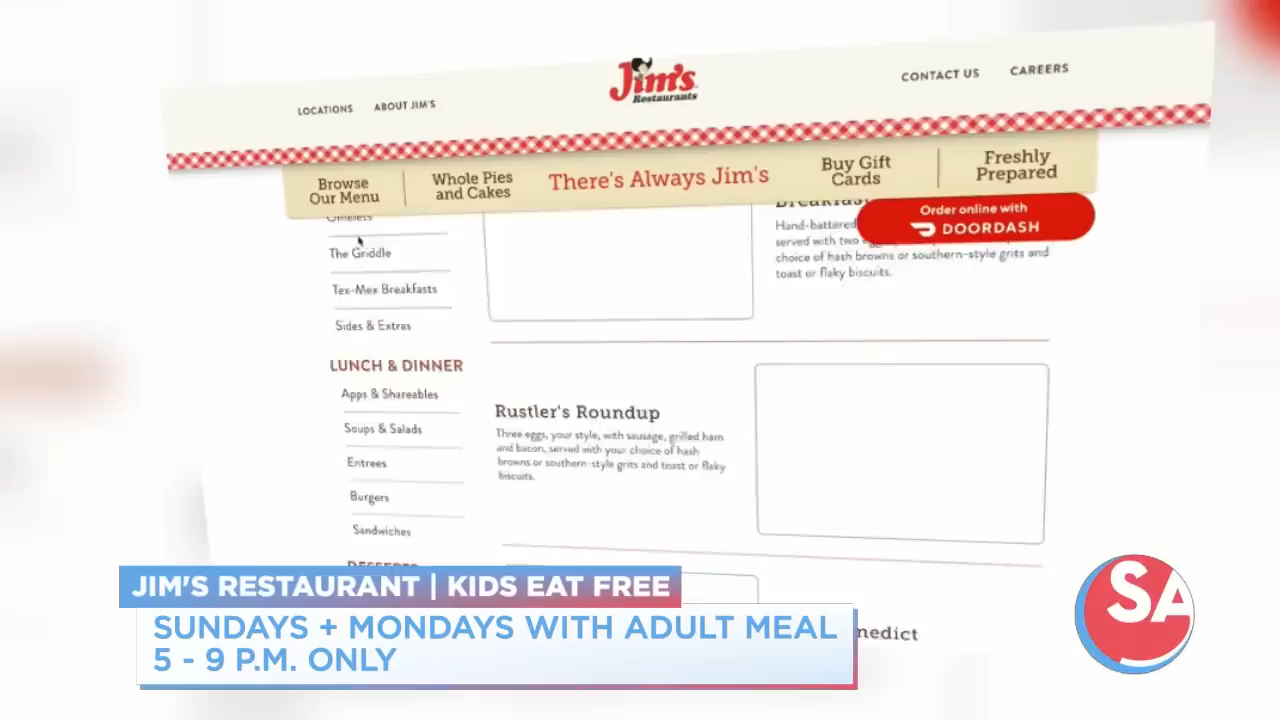 Jim's
Restaurants
LOCATIONS
ABOUT JIM'S
CONTACT US
CAREERS
Browse
Our Menu
Whole Pies
and Cakes
There's Always Jim's
Buy Gift
Cards
Freshly
Prepared
Order online with
DOORDASH
Omelets
The Griddle
Tex-Mex Breakfasts
Sides & Extras
LUNCH & DINNER
Apps & Shareables
Soups & Salads
Entrees
Burgers
Sandwiches
DESSERTS
Breakfast
Hand-battered
served with two
choice of hash browns or southern-style grits and
toast or flaky biscuits.
Rustler's Roundup
Three eggs, your style, with sausage, grilled ham
and bacon, served with your choice of hash
browns or southern-style grits and toast or flaky
biscuits.
nedict
JIM'S RESTAURANT | KIDS EAT FREE
SUNDAYS + MONDAYS WITH ADULT MEAL
5 - 9 P.M. ONLY
SA